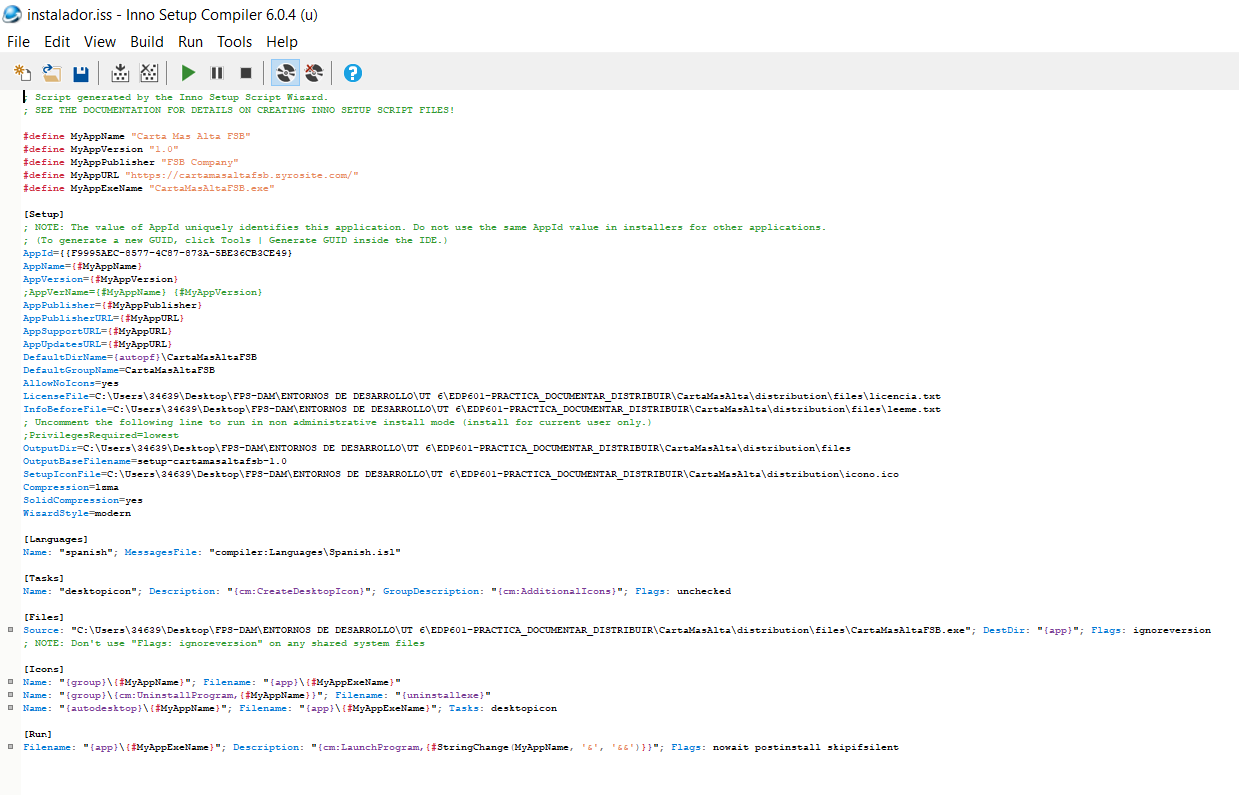 instalador.iss - Inno Setup Compiler 6.0.4 (u)
File Edit View Build Run Tools Help
; Script generated by the Inno Setup Script Wizard.
; SEE THE DOCUMENTATION FOR DETAILS ON CREATING INNO SETUP SCRIPT FILES!
#define MyAppName "Carta Mas Alta FSB"
#define MyAppVersion "1.0"
#define MyAppPublisher "FSB Company"
#define MyAppURL "https://cartamasaltafsb.zyrosite.com/"
#define MyAppExeName "CartaMasAltaFSB.exe"
[Setup]
; NOTE: The value of AppId uniquely identifies this application. Do not use the same AppId value in installers for other applications.
; (To generate a new GUID, click Tools | Generate GUID inside the IDE.)
AppId={{F9995AEC-8577-4C87-873A-5BE36CB3CE49}
AppName={#MyAppName}
AppVersion={#MyAppVersion}
;AppVerName={#MyAppName} {#MyAppVersion}
AppPublisher={#MyAppPublisher}
AppPublisherURL={#MyAppURL}
AppSupportURL={#MyAppURL}
AppUpdatesURL={#MyAppURL}
DefaultDirName={autopf}\CartaMasAltaFSB
DefaultGroupName=CartaMasAltaFSB
AllowNoIcons=yes
LicenseFile=C:\Users\34639\Desktop\FPS-DAM\ENTORNOS DE DESARROLLO\UT 6\EDP601-PRACTICA_DOCUMENTAR_DISTRIBUIR\CartaMasAlta\distribution\files\licencia.txt
InfoBeforeFile=C:\Users\34639\Desktop\FPS-DAM\ENTORNOS DE DESARROLLO\UT 6\EDP601-PRACTICA_DOCUMENTAR_DISTRIBUIR\CartaMasAlta\distribution\files\leeme.txt
; Uncomment the following line to run in non administrative install mode (install for current user only.)
;PrivilegesRequired=lowest
OutputDir=C:\Users\34639\Desktop\FPS-DAM\ENTORNOS DE DESARROLLO\UT 6\EDP601-PRACTICA_DOCUMENTAR_DISTRIBUIR\CartaMasAlta\distribution\files
OutputBaseFilename=setup-cartamasaltafsb-1.0
SetupIconFile=C:\Users\34639\Desktop\FPS-DAM\ENTORNOS DE DESARROLLO\UT 6\EDP601-PRACTICA_DOCUMENTAR_DISTRIBUIR\CartaMasAlta\distribution\icono.ico
Compression=lzma
SolidCompression=yes
WizardStyle=modern
[Languages]
Name: "spanish"; MessagesFile: "compiler:Languages\Spanish.isl"
[Tasks]
Name: "desktopicon"; Description: "{cm:CreateDesktopIcon}"; GroupDescription: "{cm:AdditionalIcons}"; Flags: unchecked
[Files]
Source: "C:\Users\34639\Desktop\FPS-DAM\ENTORNOS DE DESARROLLO\UT 6\EDP601-PRACTICA_DOCUMENTAR_DISTRIBUIR\CartaMasAlta\distribution\files\CartaMasAltaFSB.exe"; DestDir: "{app}"; Flags: ignoreversion
; NOTE: Don't use "Flags: ignoreversion" on any shared system files
[Icons]
Name: "{group}\{#MyAppName}"; Filename: "{app}\{#MyAppExeName}"
Name: "{group}\{cm:UninstallProgram,{#MyAppName}}"; Filename: "{uninstallexe}"
Name: "{autodesktop}\{#MyAppName}"; Filename: "{app}\{#MyAppExeName}"; Tasks: desktopicon
[Run]
Filename: "{app}\{#MyAppExeName}"; Description: "{cm:LaunchProgram,{#StringChange(MyAppName, '&', '&&')}}"; Flags: nowait postinstall skipifsilent